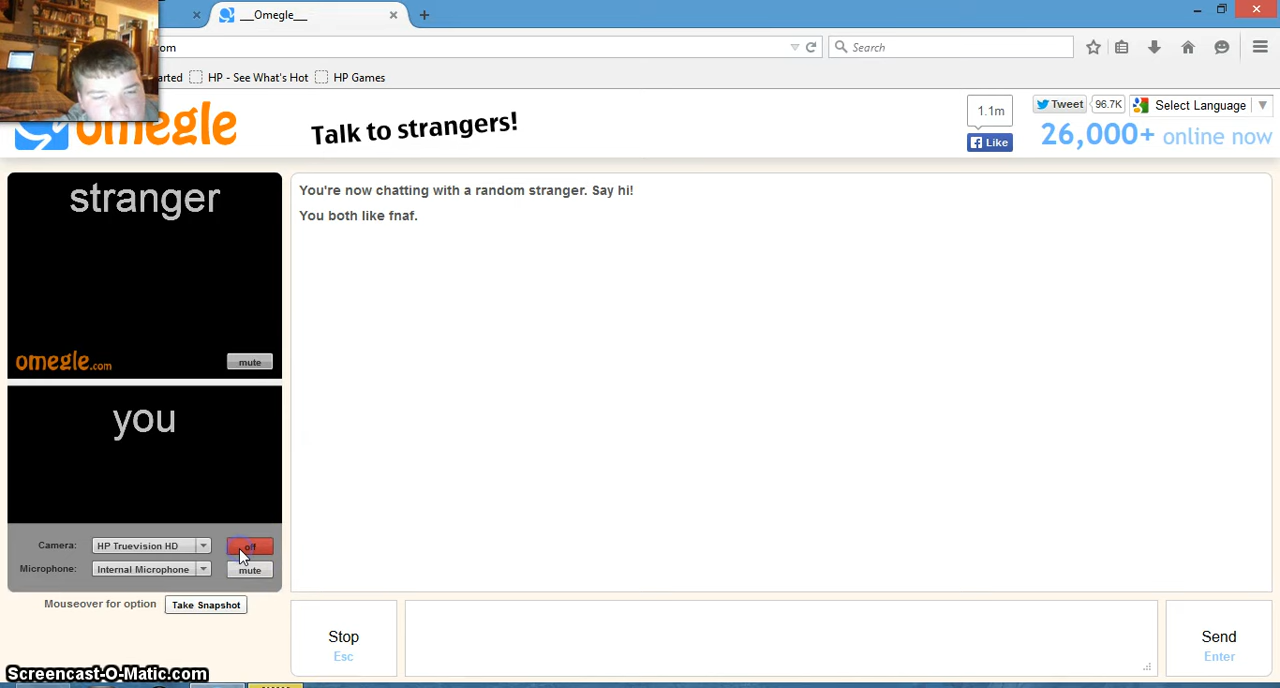 __Omegle__
om
Search
arted
HP - See What's Hot
HP Games
omegle
Talk to strangers!
1.1m
Like
Tweet
96.7K
Select Language
26,000+ online now
stranger
omegle.com
mute
you
Camera:
HP Truevision HD
off
Microphone:
Internal Microphone
mute
Mouseover for option
Take Snapshot
You're now chatting with a random stranger. Say hi!
You both like fnaf.
Stop
Esc
Send
Enter
Screencast-O-Matic.com